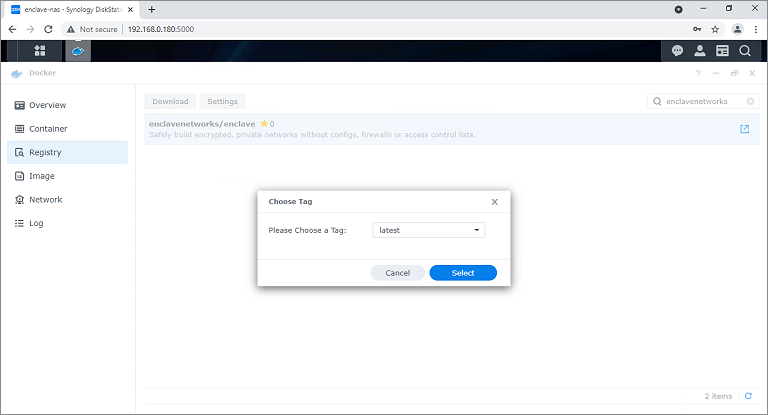 enclave-nas - Synology DiskStati
Not secure | 192.168.0.180:5000
Docker
Overview
Container
Registry
Image
Network
Log
Download Settings enclavenetworks
enclavenetworks/enclave 0
Safely build encrypted, private networks without configs, firewalls or access control lists.
Choose Tag
Please Choose a Tag: latest
Cancel Select
2 items